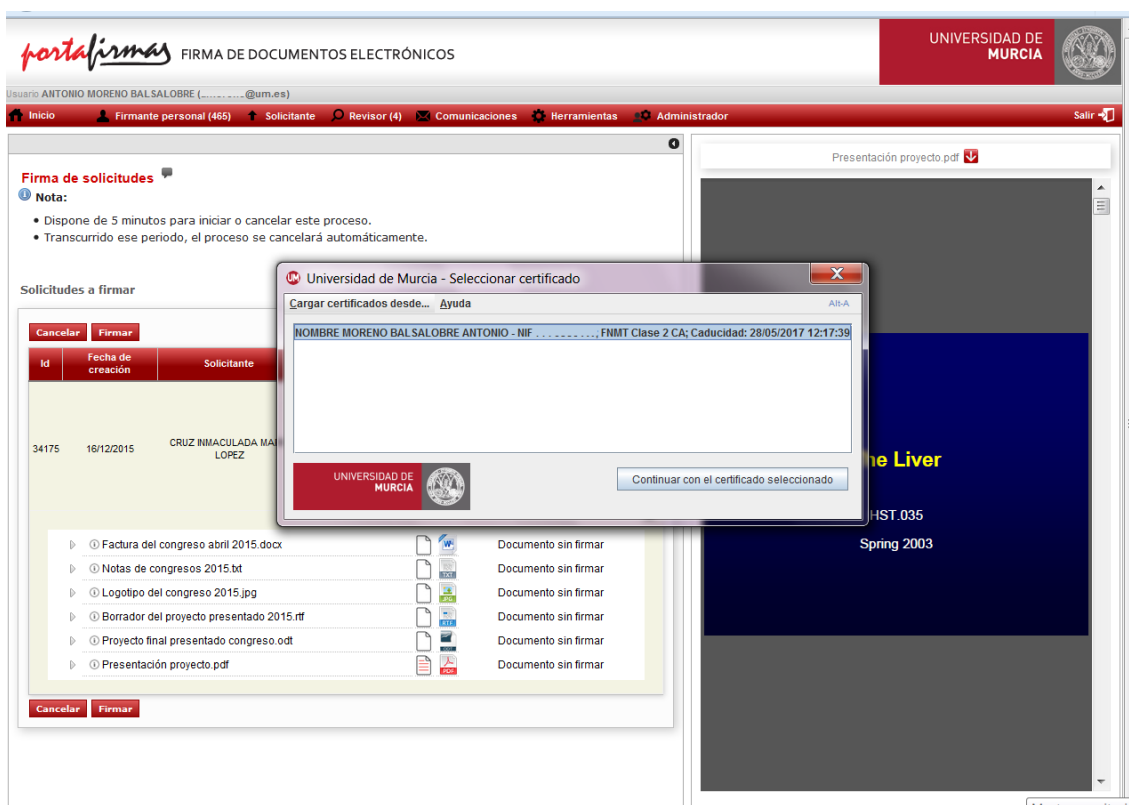 portafirmas FIRMA DE DOCUMENTOS ELECTRÓNICOS
UNIVERSIDAD DE
MURCIA
Usuario ANTONIO MORENO BALSALOBRE (          @um.es)
Inicio Firmante personal (465) Solicitante Revisor (4) Comunicaciones Herramientas Administrador Salir
Firma de solicitudes
Nota:
• Dispone de 5 minutos para iniciar o cancelar este proceso.
• Transcurrido ese periodo, el proceso se cancelará automáticamente.
Solicitudes a firmar
Cancelar Firmar
Id Fecha de creación Solicitante
34175 16/12/2015 CRUZ INMACULADA
LOPEZ
Factura del congreso abril 2015.docx Documento sin firmar
Notas de congresos 2015.txt Documento sin firmar
Logotipo del congreso 2015.jpg Documento sin firmar
Borrador del proyecto presentado 2015.rtf Documento sin firmar
Proyecto final presentado congreso.odt Documento sin firmar
Presentación proyecto.pdf Documento sin firmar
Cancelar Firmar
Universidad de Murcia - Seleccionar certificado
Cargar certificados desde... Ayuda Alt-A
NOMBRE MORENO BALSALOBRE ANTONIO - NIF , FNMT Clase 2 CA; Caducidad: 28/05/2017 12:17:39
UNIVERSIDAD DE
MURCIA
Continuar con el certificado seleccionado
Presentación proyecto.pdf
Liver
HST.035
Spring 2003